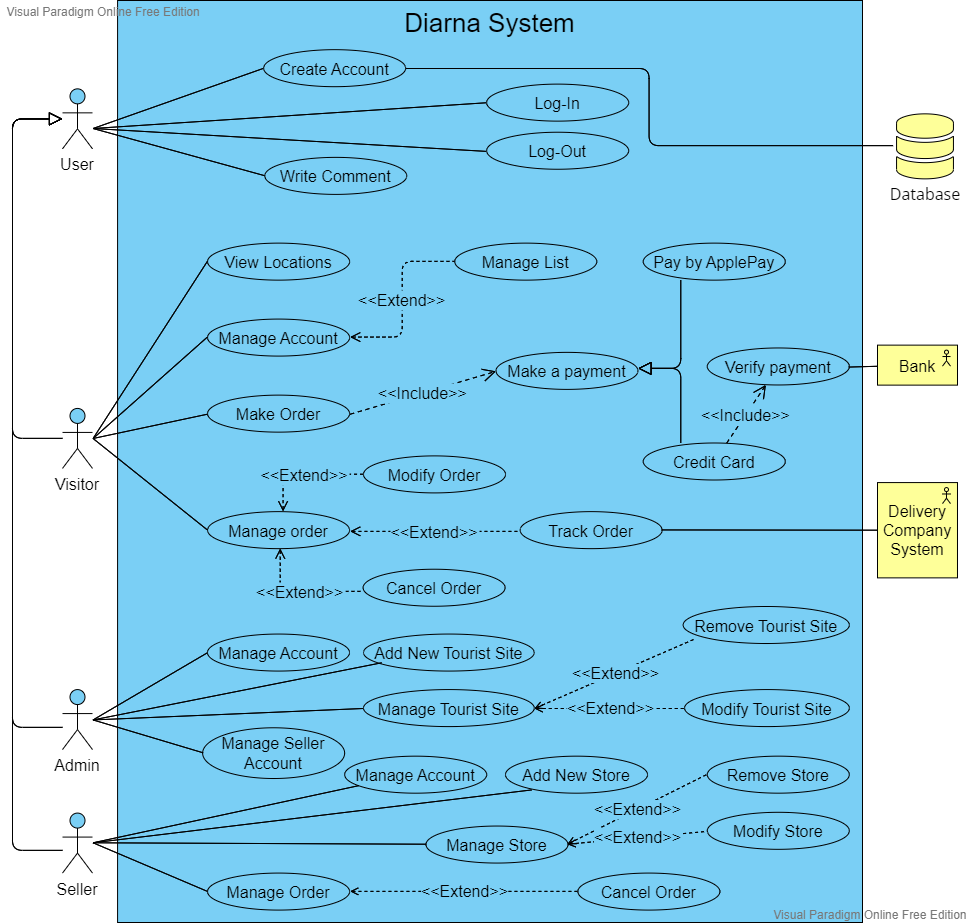 Visual Paradigm Online Free Edition
Diarna System
Create Account
Log-In
Log-Out
Write Comment
User
Database
View Locations
Manage List
Pay by ApplePay
<<Extend>>
Manage Account
Make a payment
Verify payment
Bank
<<Include>>
Make Order
<<Include>>
Credit Card
Visitor
<<Extend>>
Modify Order
Manage order
<<Extend>>
Track Order
Delivery
Company
System
<<Extend>>
Cancel Order
Remove Tourist Site
Manage Account
Add New Tourist Site
<<Extend>>
Manage Tourist Site
<<Extend>>
Modify Tourist Site
Manage Seller
Account
Admin
Manage Account
Add New Store
Remove Store
<<Extend>>
Manage Store
<<Extend>>
Modify Store
Seller
Manage Order
<<Extend>>
Cancel Order
Visual Paradigm Online Free Edition